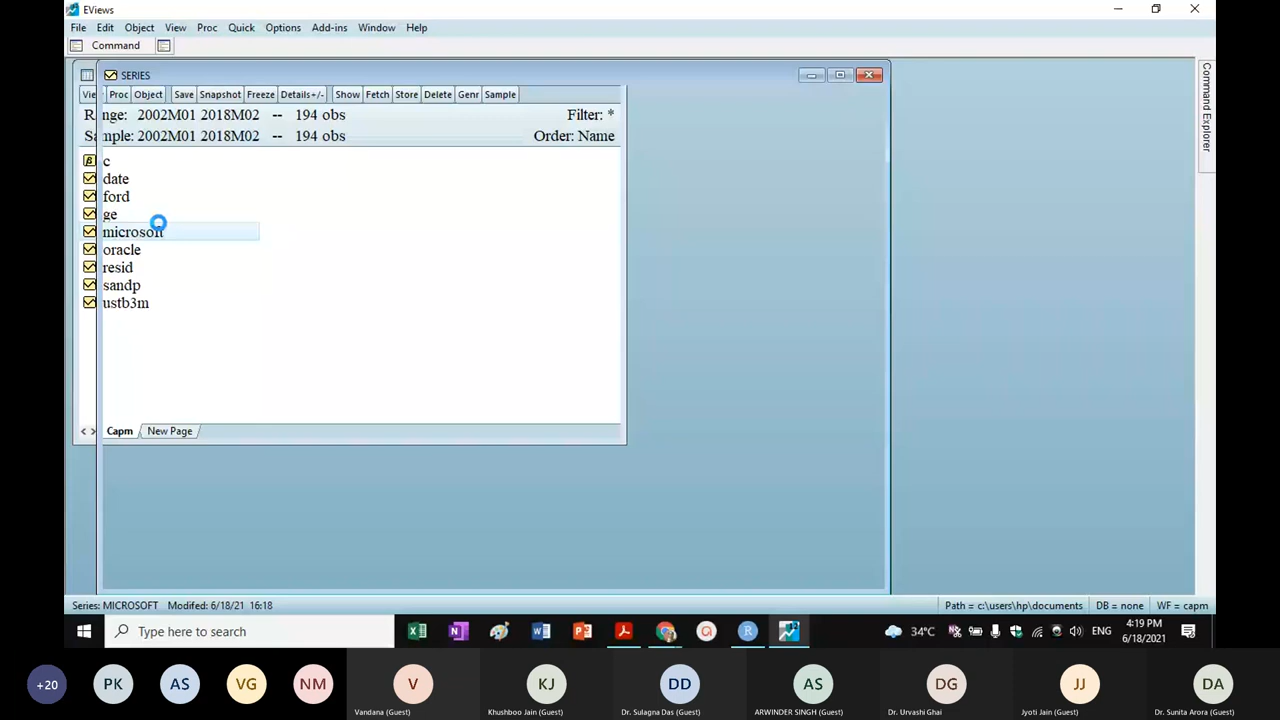 EViews
File Edit Object View Proc Quick Options Add-ins Window Help
Command
SERIES
Proc Object Save Snapshot Freeze Details+/- Show Fetch Store Delete Genr Sample
Range: 2002M01 2018M02 -- 194 obs Filter: *
Sample: 2002M01 2018M02 -- 194 obs Order: Name
c
date
ford
ge
microsoft
oracle
resid
sandp
ustb3m
Capm New Page
Command Explorer
Series: MICROSOFT Modifed: 6/18/21 16:18 Path = c:\users\hp\documents DB = none WF = capm
Type here to search 34°C ENG 4:19 PM
6/18/2021
+20 PK AS VG NM V KJ DD AS DG JJ DA
Vandana (Guest) Khushboo Jain (Guest) Dr. Sulagna Das (Guest) ARWINDER SINGH (Guest) Dr. Urvashi Ghai Jyoti Jain (Guest) Dr. Sunita Arora (Guest)